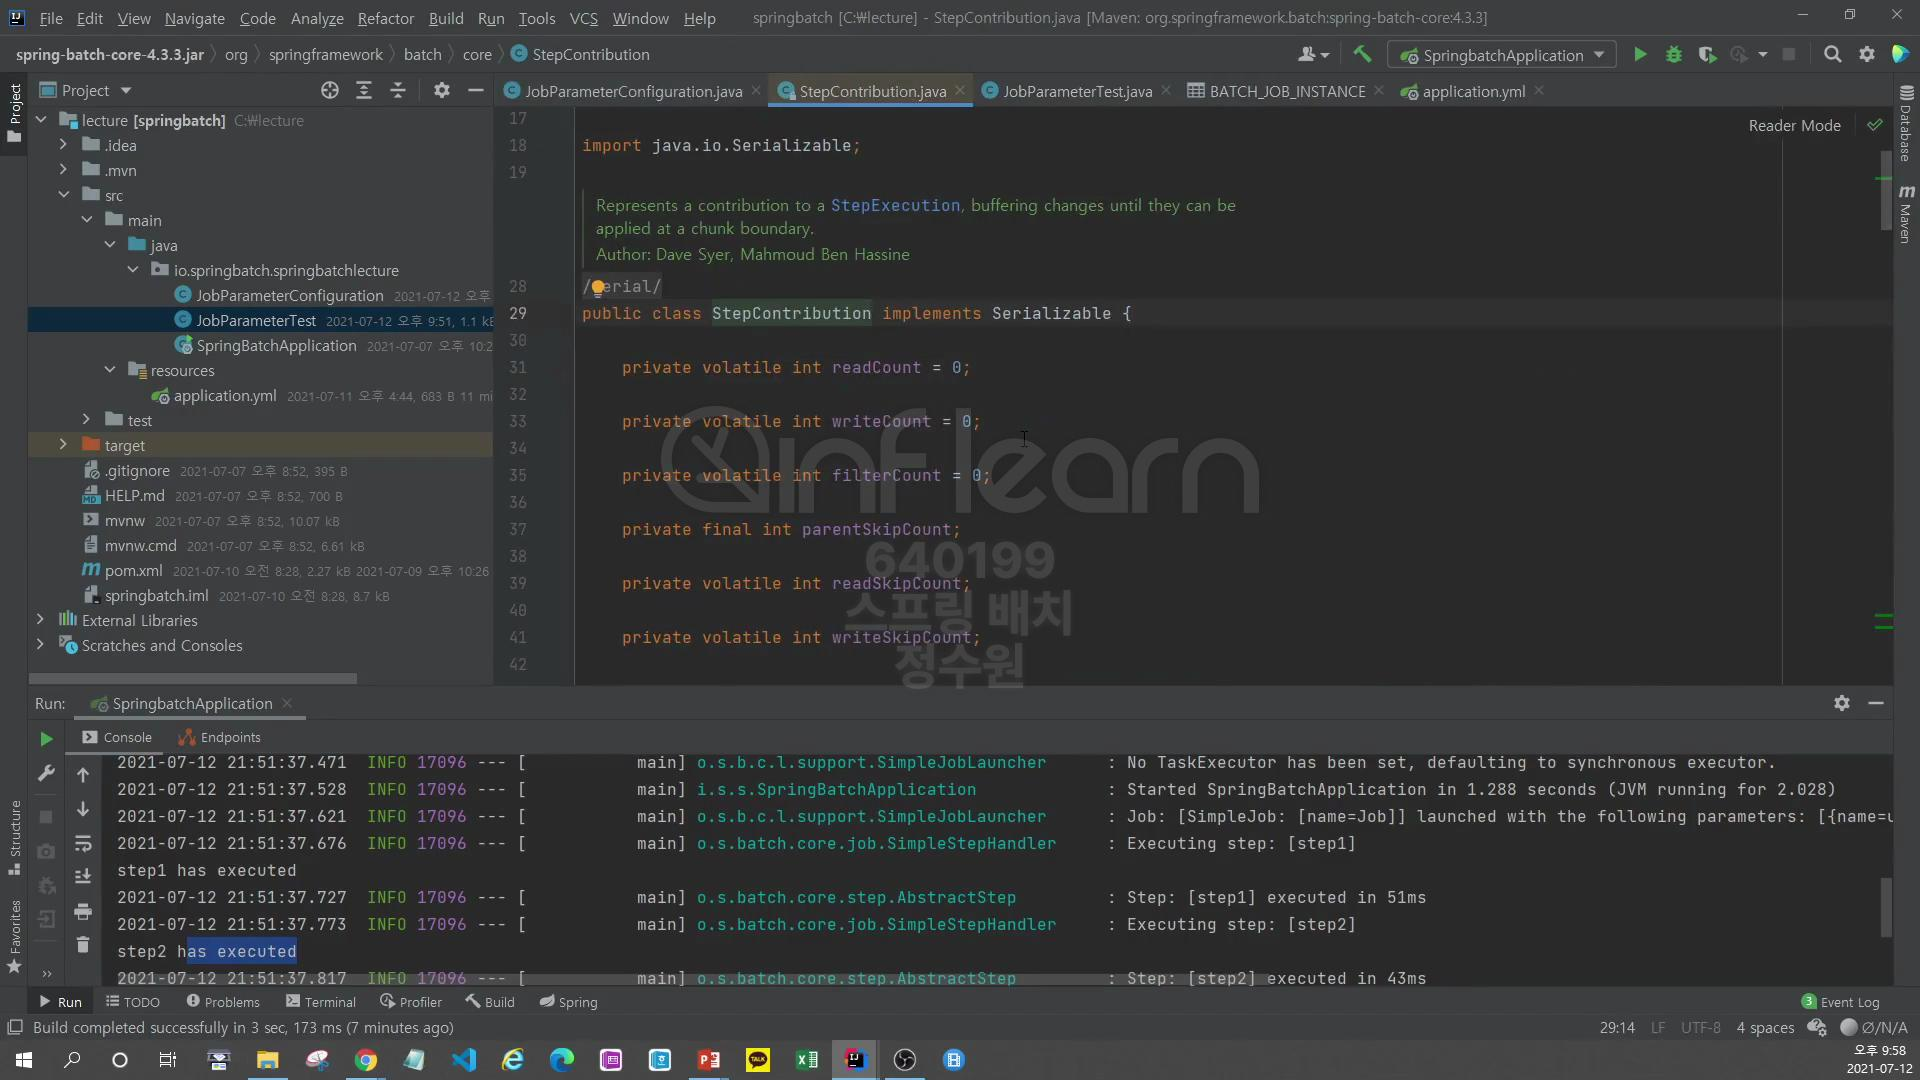 File Edit View Navigate Code Analyze Refactor Build Run Tools VCS Window Help springbatch [C:₩lecture] - StepContribution.java [Maven: org.springframework.batch:spring-batch-core:4.3.3]
spring-batch-core-4.3.3.jar org springframework batch core StepContribution SpringbatchApplication
Project JobParameterConfiguration.java StepContribution.java JobParameterTest.java BATCH_JOB_INSTANCE application.yml
Project
Structure
Favorites
lecture [springbatch] C:₩lecture
.idea
.mvn
src
main
java
io.springbatch.springbatchlecture
JobParameterConfiguration 2021-07-12 오후
JobParameterTest 2021-07-12 오후 9:51, 1.1 kB
SpringBatchApplication 2021-07-07 오후 10:2
resources
application.yml 2021-07-11 오후 4:44, 683 B 11 mi
test
target
.gitignore 2021-07-07 오후 8:52, 395 B
HELP.md 2021-07-07 오후 8:52, 700 B
mvnw 2021-07-07 오후 8:52, 10.07 kB
mvnw.cmd 2021-07-07 오후 8:52, 6.61 kB
pom.xml 2021-07-10 오전 8:28, 2.27 kB 2021-07-09 오후 10:26
springbatch.iml 2021-07-10 오전 8:28, 8.7 kB
External Libraries
Scratches and Consoles
Reader Mode
Database
Maven
17
18 import java.io.Serializable;
19
Represents a contribution to a StepExecution, buffering changes until they can be
applied at a chunk boundary.
Author: Dave Syer, Mahmoud Ben Hassine
28 /erial/
29 public class StepContribution implements Serializable {
30
31 private volatile int readCount = 0;
32
33 private volatile int writeCount = 0;
34
35 private volatile int filterCount = 0;
36
37 private final int parentSkipCount;
38
39 private volatile int readSkipCount;
40
41 private volatile int writeSkipCount;
42
inflearn
640199
스프링 배치
정수원
Run: SpringbatchApplication
Console Endpoints
2021-07-12 21:51:37.471 INFO 17096 --- [ main] o.s.b.c.l.support.SimpleJobLauncher : No TaskExecutor has been set, defaulting to synchronous executor.
2021-07-12 21:51:37.528 INFO 17096 --- [ main] i.s.s.SpringBatchApplication : Started SpringBatchApplication in 1.288 seconds (JVM running for 2.028)
2021-07-12 21:51:37.621 INFO 17096 --- [ main] o.s.b.c.l.support.SimpleJobLauncher : Job: [SimpleJob: [name=Job]] launched with the following parameters: [{name=u
2021-07-12 21:51:37.676 INFO 17096 --- [ main] o.s.batch.core.job.SimpleStepHandler : Executing step: [step1]
step1 has executed
2021-07-12 21:51:37.727 INFO 17096 --- [ main] o.s.batch.core.step.AbstractStep : Step: [step1] executed in 51ms
2021-07-12 21:51:37.773 INFO 17096 --- [ main] o.s.batch.core.job.SimpleStepHandler : Executing step: [step2]
step2 has executed
2021-07-12 21:51:37.817 INFO 17096 --- [ main] o.s.batch.core.step.AbstractStep : Step: [step2] executed in 43ms
Run TODO Problems Terminal Profiler Build Spring 3 Event Log
Build completed successfully in 3 sec, 173 ms (7 minutes ago) 29:14 LF UTF-8 4 spaces Ø/N/A
오후 9:58
2021-07-12